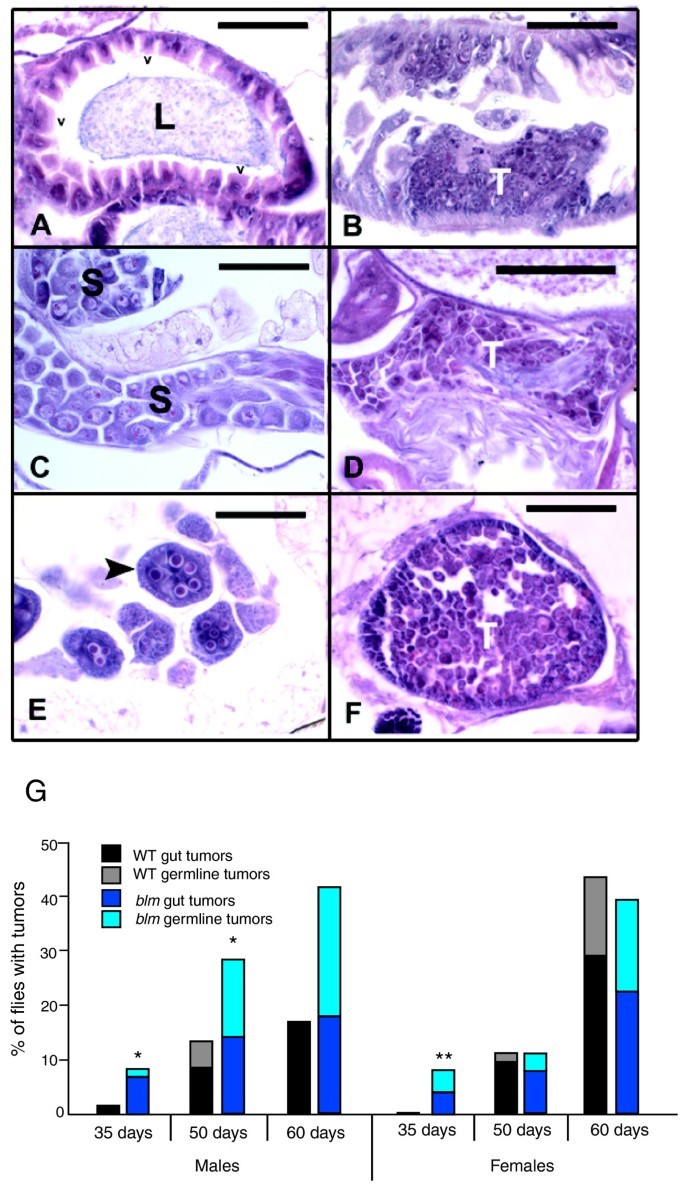 v
L
v
v
A
T
B
S
S
C
T
D
E
T
F
G
50
40
30
20
10
0
% of flies with tumors
WT gut tumors
WT germline tumors
blm gut tumors
blm germline tumors
*
*
**
35 days
50 days
60 days
35 days
50 days
60 days
Males
Females